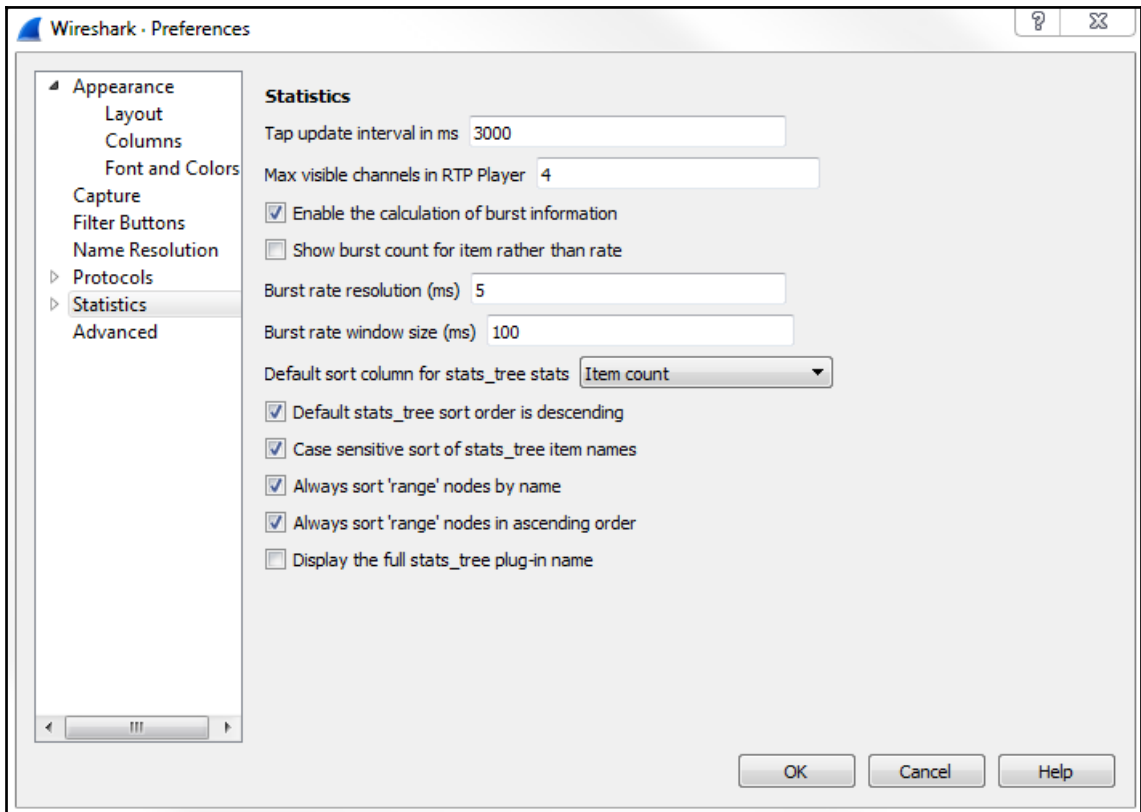 Wireshark · Preferences
Appearance
Layout
Columns
Font and Colors
Capture
Filter Buttons
Name Resolution
Protocols
Statistics
Advanced
Statistics
Tap update interval in ms 3000
Max visible channels in RTP Player 4
Enable the calculation of burst information
Show burst count for item rather than rate
Burst rate resolution (ms) 5
Burst rate window size (ms) 100
Default sort column for stats_tree stats Item count
Default stats_tree sort order is descending
Case sensitive sort of stats_tree item names
Always sort 'range' nodes by name
Always sort 'range' nodes in ascending order
Display the full stats_tree plug-in name
OK Cancel Help